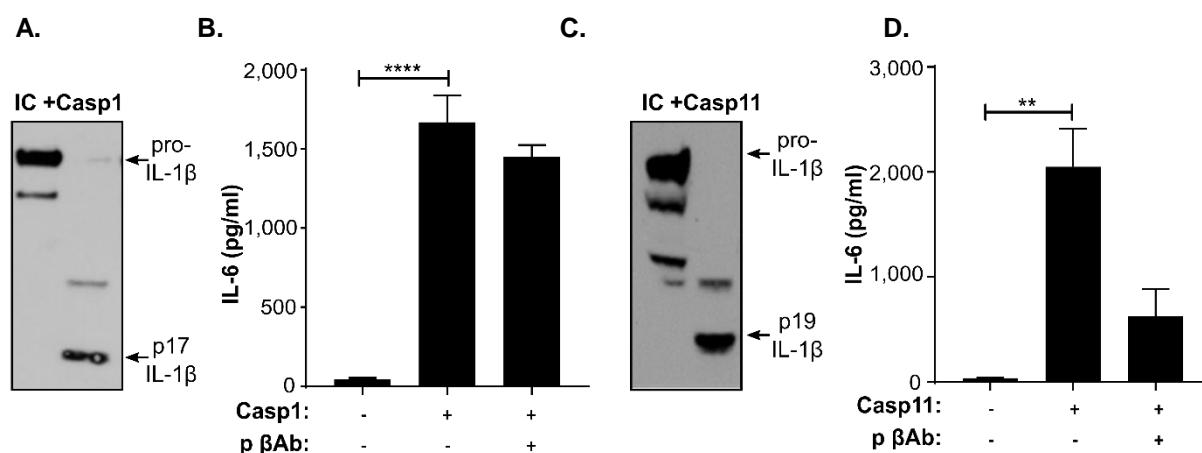 A.
IC +Casp1
pro-
IL-1β
p17
IL-1β
B.
IL-6 (pg/ml)
2,000
1,500
1,000
500
0
****
Casp1: - + +
p βAb: - - +
C.
IC +Casp11
pro-
IL-1β
p19
IL-1β
D.
IL-6 (pg/ml)
3,000
2,000
1,000
0
**
Casp11: - + +
p βAb: - - +